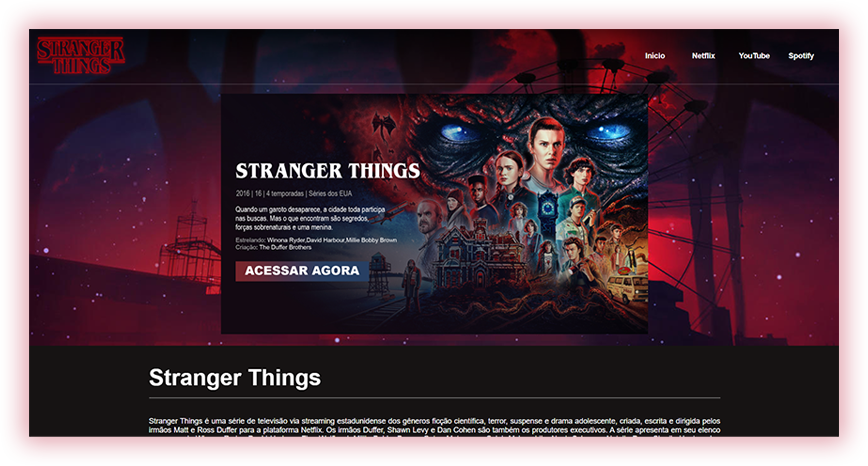 STRANGER
THINGS
Inicio Netflix YouTube Spotify
STRANGER THINGS
2016 | 16 | 4 temporadas | Séries dos EUA
Quando um garoto desaparece, a cidade toda participa
nas buscas. Mas o que encontram são segredos,
forças sobrenaturais e uma menina.
Estrelando: Winona Ryder,David Harbour,Millie Bobby Brown
Criação: The Duffer Brothers
ACESSAR AGORA
Stranger Things
Stranger Things é uma série de televisão via streaming estadunidense dos gêneros ficção científica, terror, suspense e drama adolescente, criada, escrita e dirigida pelos
irmãos Matt e Ross Duffer para a plataforma Netflix. Os irmãos Duffer, Shawn Levy e Dan Cohen são também os produtores executivos. A série apresenta em seu elenco